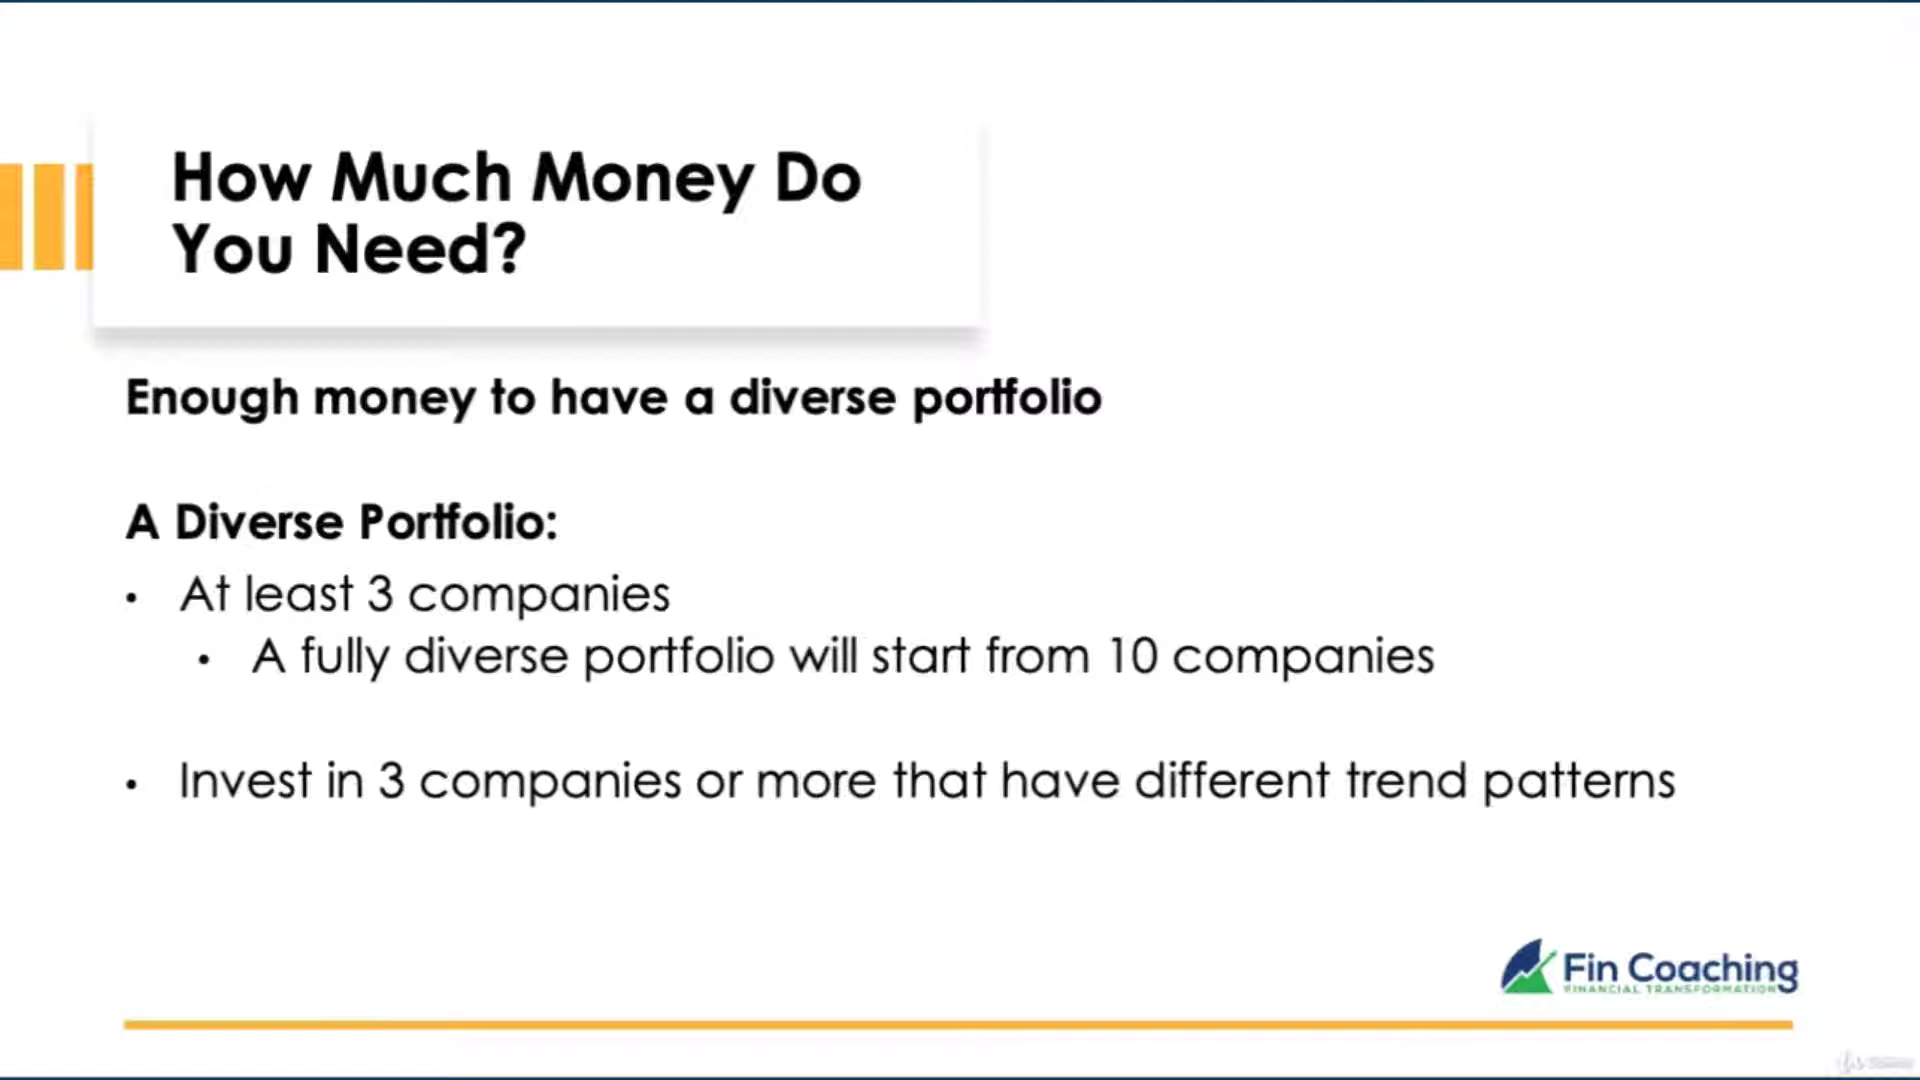 How Much Money Do
You Need?
Enough money to have a diverse portfolio
A Diverse Portfolio:
• At least 3 companies
• A fully diverse portfolio will start from 10 companies
• Invest in 3 companies or more that have different trend patterns
Fin Coaching
FINANCIAL TRANSFORMATION